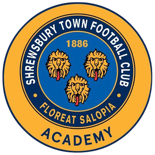 SHREWSBURY TOWN FOOTBALL CLUB
1886
• FLOREAT SALOPIA •
ACADEMY